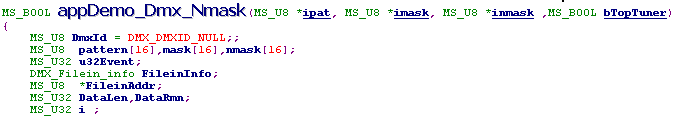 MS_BOOL appDemo_Dmx_Nmask(MS_U8 *ipat, MS_U8 *imask, MS_U8 *inmask ,MS_BOOL bTopTuner)
{
MS_U8 DmxId = DMX_DMXID_NULL;;
MS_U8 pattern[16],mask[16],nmask[16];
MS_U32 u32Event;
DMX_Filein_info FileinInfo;
MS_U8 *FileinAddr;
MS_U32 DataLen,DataRmn;
MS_U32 i ;